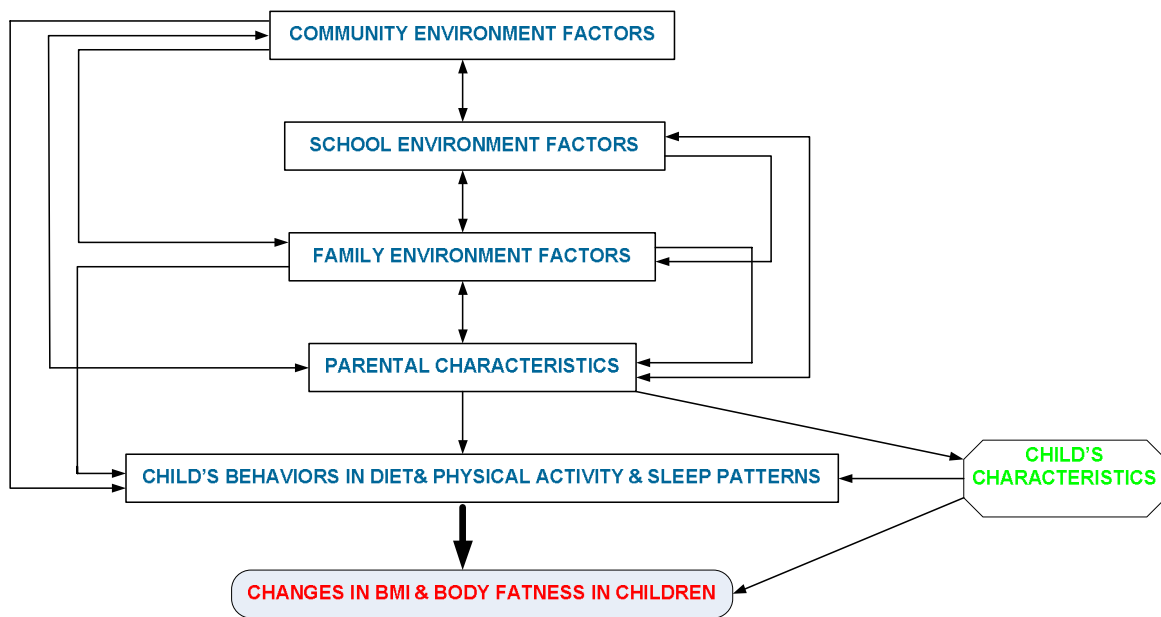 COMMUNITY ENVIRONMENT FACTORS
SCHOOL ENVIRONMENT FACTORS
FAMILY ENVIRONMENT FACTORS
PARENTAL CHARACTERISTICS
CHILD'S BEHAVIORS IN DIET& PHYSICAL ACTIVITY & SLEEP PATTERNS
CHILD'S
CHARACTERISTICS
CHANGES IN BMI & BODY FATNESS IN CHILDREN